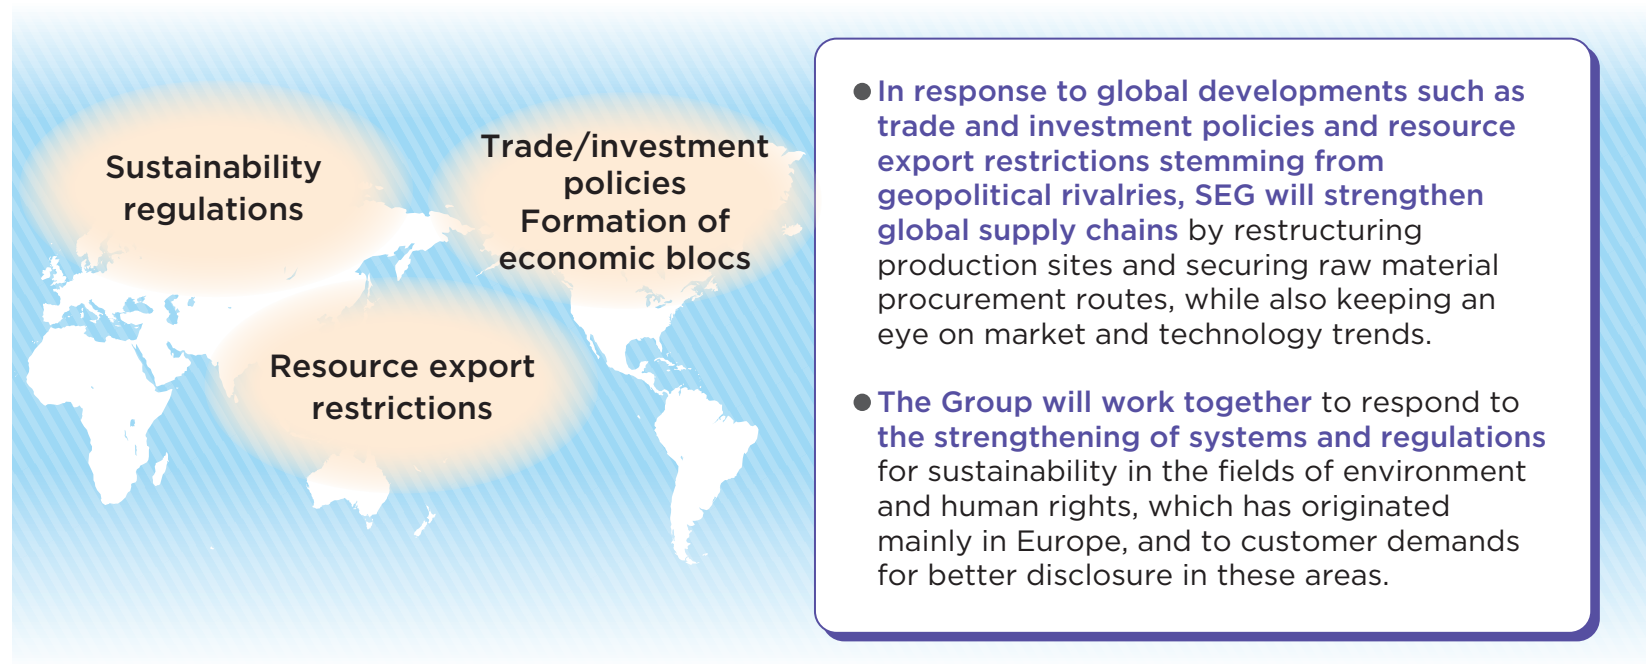 Sustainability
regulations
Trade/investment
policies
Formation of
economic blocs
Resource export
restrictions
● In response to global developments such as
trade and investment policies and resource
export restrictions stemming from
geopolitical rivalries, SEG will strengthen
global supply chains by restructuring
production sites and securing raw material
procurement routes, while also keeping an
eye on market and technology trends.
● The Group will work together to respond to
the strengthening of systems and regulations
for sustainability in the fields of environment
and human rights, which has originated
mainly in Europe, and to customer demands
for better disclosure in these areas.